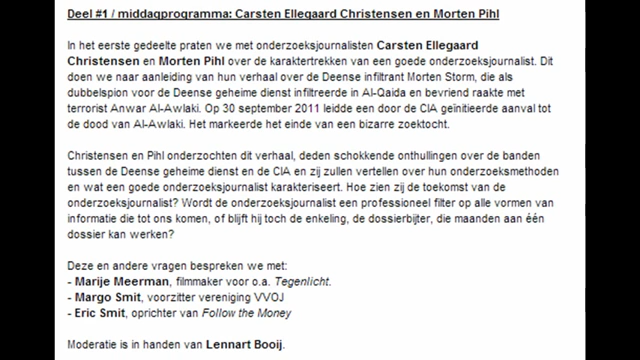 Deel #1 / middagprogramma: Carsten Ellegaard Christensen en Morten Pihl
In het eerste gedeelte praten we met onderzoeksjournalisten Carsten Ellegaard
Christensen en Morten Pihl over de karaktertrekken van een goede onderzoeksjournalist. Dit
doen we naar aanleiding van hun verhaal over de Deense infiltrant Morten Storm, die als
dubbelspion voor de Deense geheime dienst infiltreerde in Al-Qaida en bevriend raakte met
terrorist Anwar Al-Awlaki. Op 30 september 2011 leidde een door de CIA geïnitieerde aanval tot
de dood van Al-Awlaki. Het markeerde het einde van een bizarre zoektocht.
Christensen en Pihl onderzochten dit verhaal, deden schokkende onthullingen over de banden
tussen de Deense geheime dienst en de CIA en zij zullen vertellen over hun onderzoeksmethoden
en wat een goede onderzoeksjournalist karakteriseert. Hoe zien zij de toekomst van de
onderzoeksjournalist? Wordt de onderzoeksjournalist een professioneel filter op alle vormen van
informatie die tot ons komen, of blijft hij toch de enkeling, de dossierbijter, die maanden aan één
dossier kan werken?
Deze en andere vragen bespreken we met:
- Marije Meerman, filmmaker voor o.a. Tegenlicht.
- Margo Smit, voorzitter vereniging VVOJ
- Eric Smit, oprichter van Follow the Money
Moderatie is in handen van Lennart Booij.